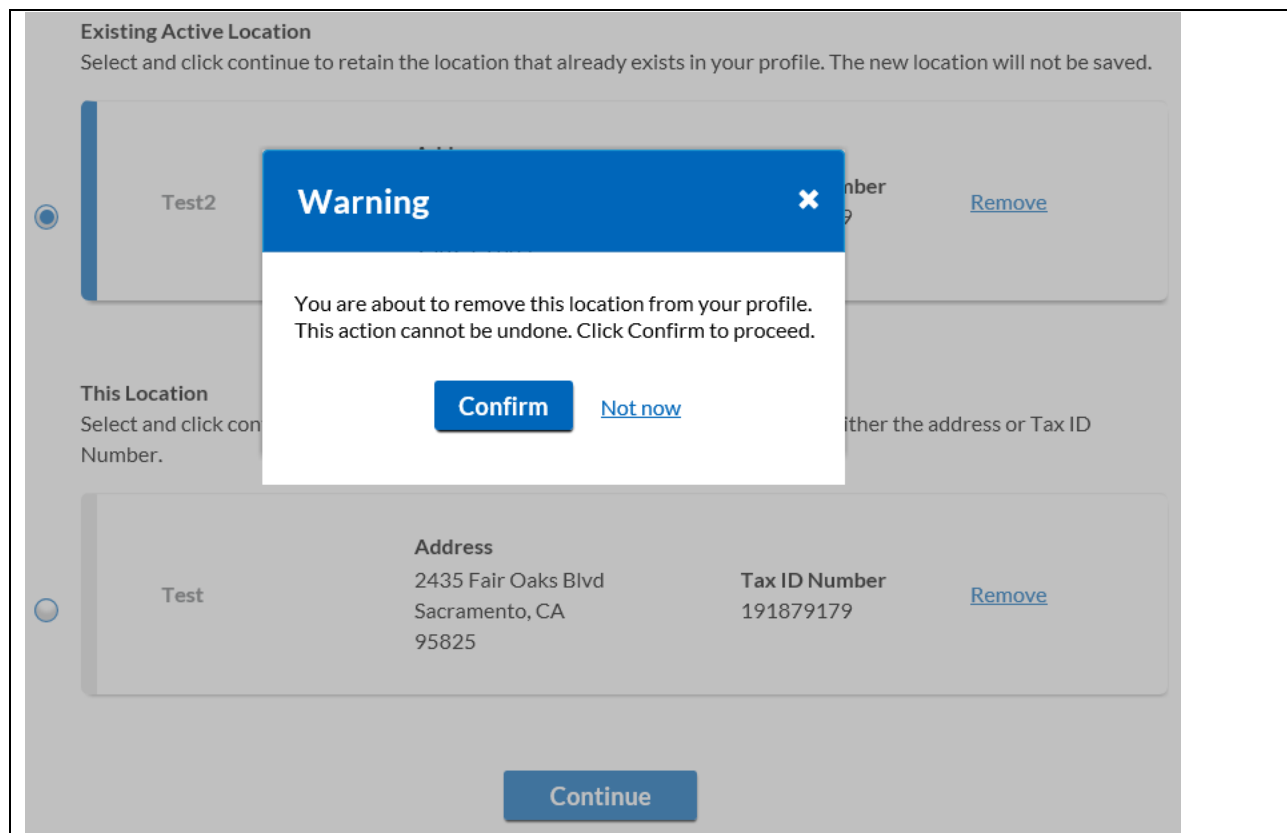 Existing Active Location
Select and click continue to retain the location that already exists in your profile. The new location will not be saved.
Test2
Remove
Warning
You are about to remove this location from your profile.
This action cannot be undone. Click Confirm to proceed.
Confirm
Not now
This Location
Select and click
ither the address or Tax ID
Number.
Address
Test
2435 Fair Oaks Blvd
Sacramento, CA
95825
Tax ID Number
191879179
Remove
Continue